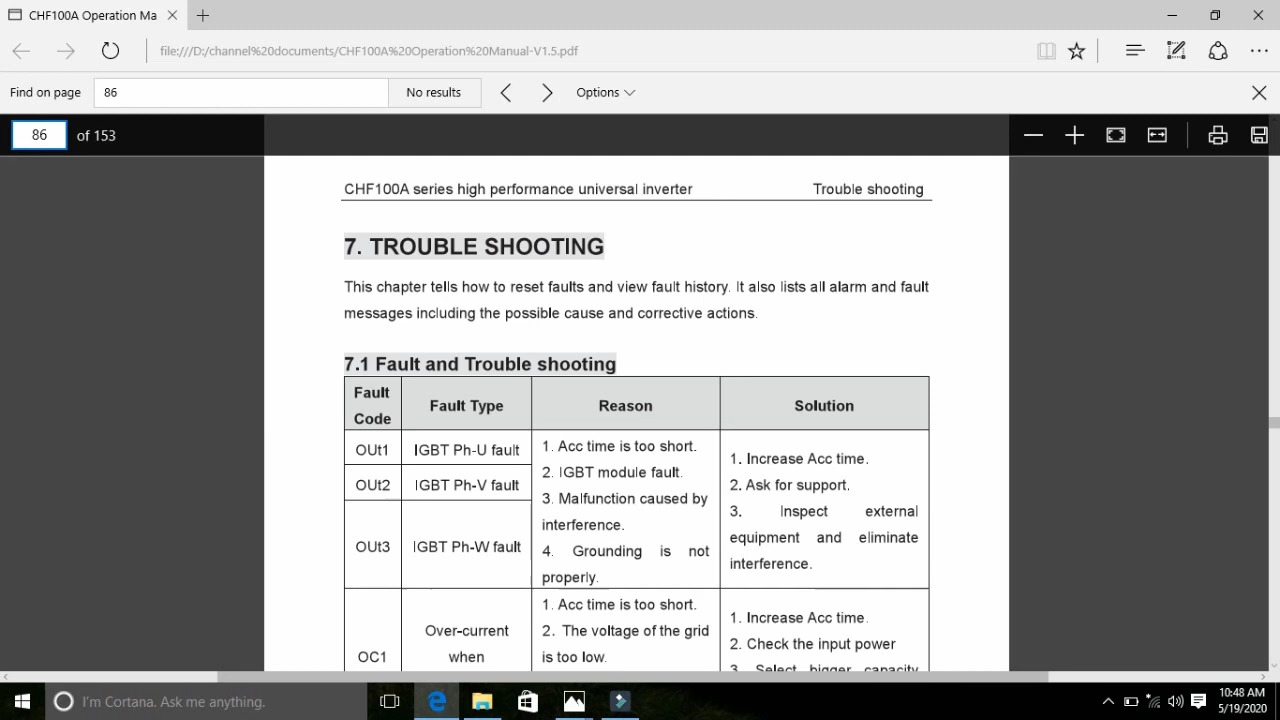 CHF100A Operation Ma
file:///D:/channel%20documents/CHF100A%20Operation%20Manual-V1.5.pdf
Find on page
86
No results
Options
86
of 153
CHF100A series high performance universal inverter
Trouble shooting
7. TROUBLE SHOOTING
This chapter tells how to reset faults and view fault history. It also lists all alarm and fault
messages including the possible cause and corrective actions.
7.1 Fault and Trouble shooting
Fault
Code
Fault Type
Reason
Solution
OUt1
IGBT Ph-U fault
OUt2
IGBT Ph-V fault
OUt3
IGBT Ph-W fault
1. Acc time is too short.
2. IGBT module fault.
3. Malfunction caused by
interference.
4. Grounding is not
properly.
1. Increase Acc time.
2. Ask for support.
3. Inspect external
equipment and eliminate
interference.
OC1
Over-current
when
1. Acc time is too short.
2. The voltage of the grid
is too low.
1. Increase Acc time.
2. Check the input power
3. Select bigger capacity
I'm Cortana. Ask me anything.
10:48 AM
5/19/2020